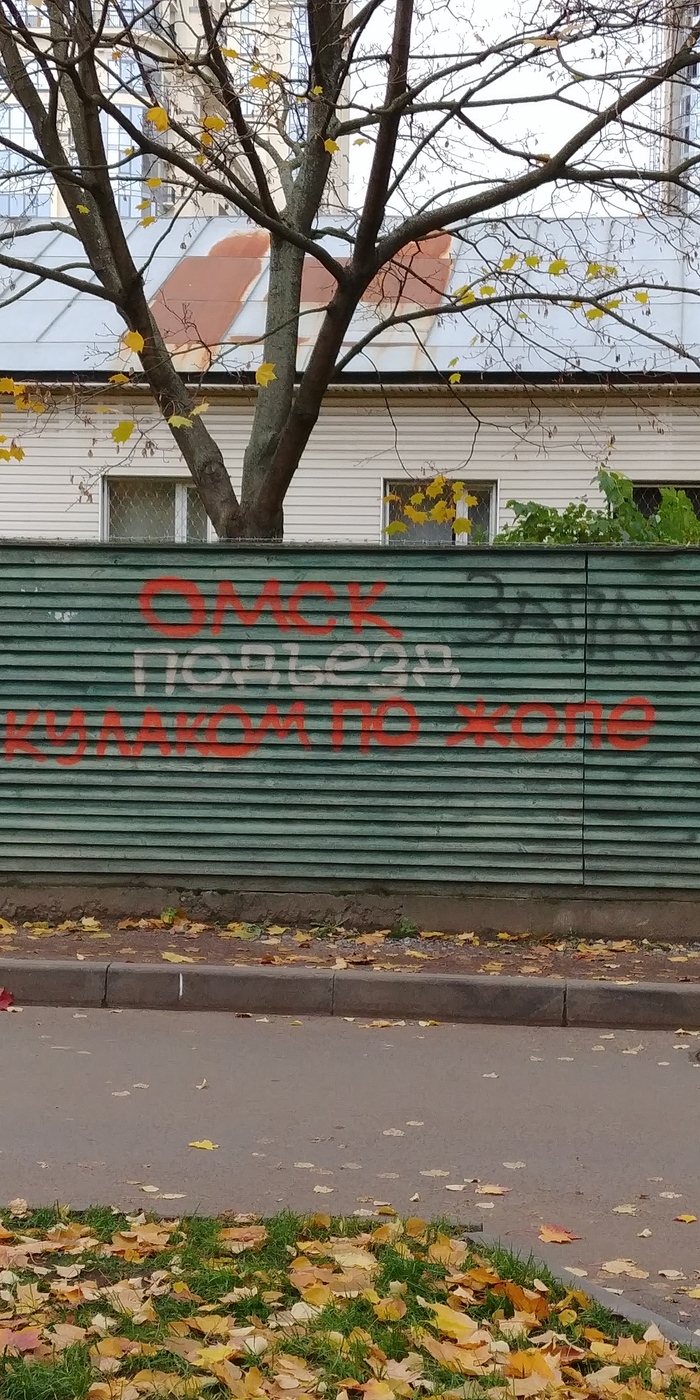 ОМСК
подъезд
кулаком по жопе